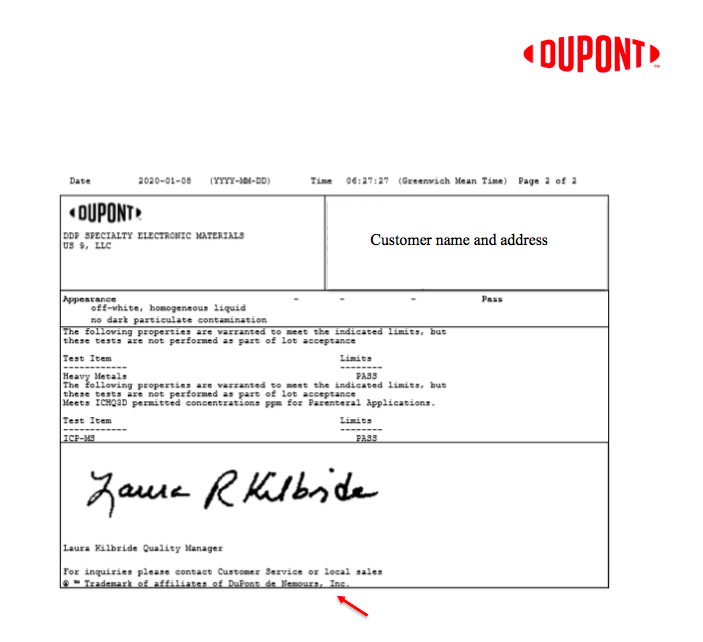 DUPONT™
Date 2020-01-08 (YYYY-MM-DD) Time 06:27:27 (Greenwich Mean Time) Page 2 of 2
DUPONT
DDP SPECIALTY ELECTRONIC MATERIALS
US 9, LLC
Customer name and address
Appearance - - - Pass
off-white, homogeneous liquid
no dark particulate contamination
The following properties are warranted to meet the indicated limits, but
these tests are not performed as part of lot acceptance
Test Item Limits
------------ --------
Heavy Metals PASS
The following properties are warranted to meet the indicated limits, but
these tests are not performed as part of lot acceptance
Meets ICHQ3D permitted concentrations ppm for Parenteral Applications.
Test Item Limits
------------ --------
ICP-MS PASS
Laura R Kilbride
Laura Kilbride Quality Manager
For inquiries please contact Customer Service or local sales
® ™ Trademark of affiliates of DuPont de Nemours, Inc.